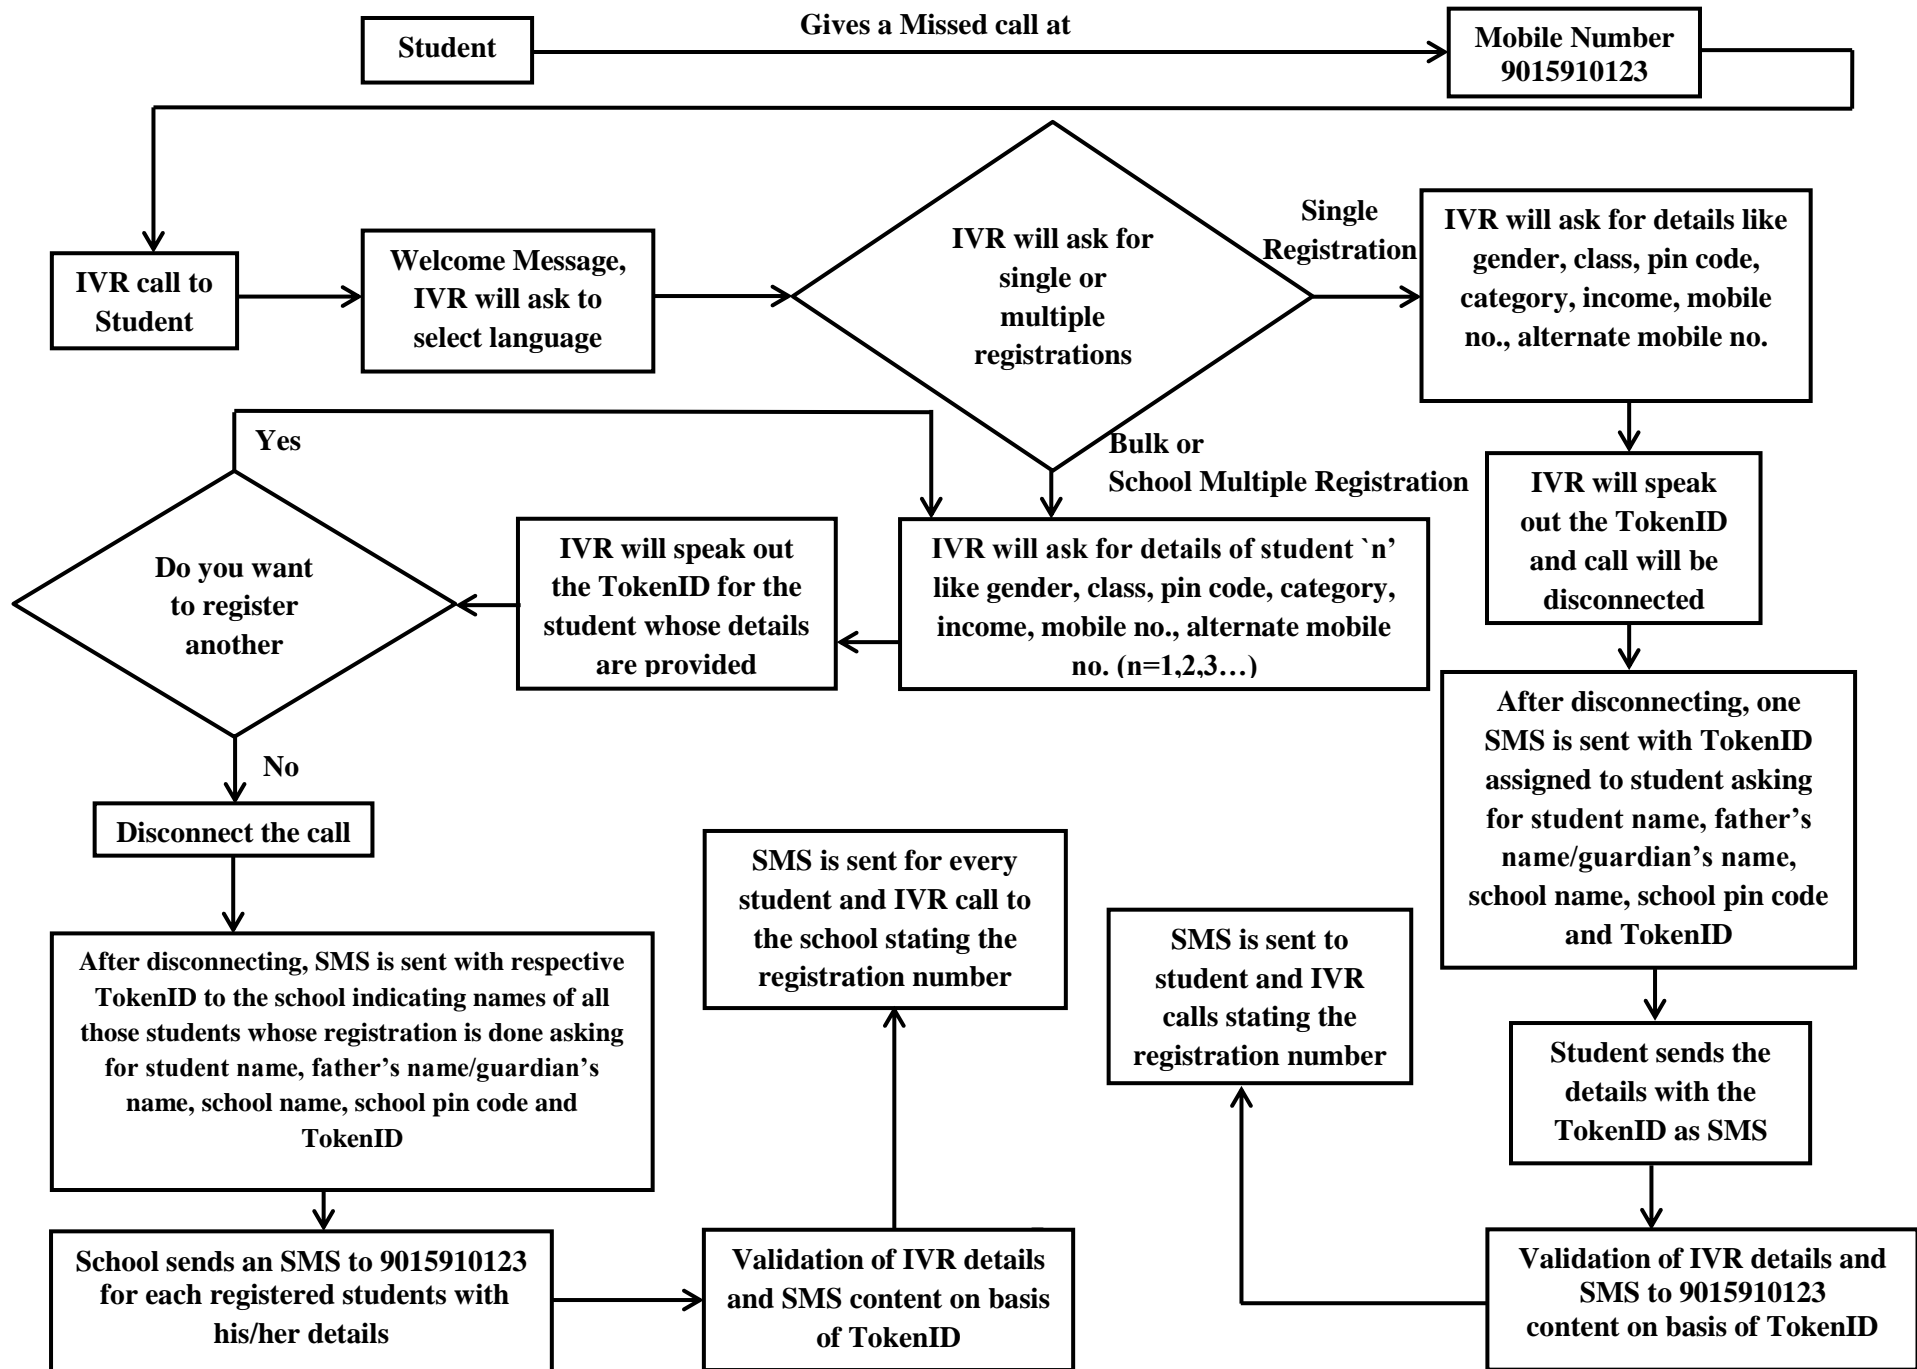 Gives a Missed call at
Student
Mobile Number
9015910123
IVR call to
Student
Welcome Message,
IVR will ask to
select language
IVR will ask for
single or
multiple
registrations
Single
Registration
IVR will ask for details like
gender, class, pin code,
category, income, mobile
no., alternate mobile no.
Bulk or
School Multiple Registration
IVR will speak
out the TokenID
and call will be
disconnected
Yes
Do you want
to register
another
IVR will speak out
the TokenID for the
student whose details
are provided
IVR will ask for details of student `n’
like gender, class, pin code, category,
income, mobile no., alternate mobile
no. (n=1,2,3…)
After disconnecting, one
SMS is sent with TokenID
assigned to student asking
for student name, father’s
name/guardian’s name,
school name, school pin code
and TokenID
No
Disconnect the call
SMS is sent for every
student and IVR call to
the school stating the
registration number
SMS is sent to
student and IVR
calls stating the
registration number
After disconnecting, SMS is sent with respective
TokenID to the school indicating names of all
those students whose registration is done asking
for student name, father’s name/guardian’s
name, school name, school pin code and
TokenID
Student sends the
details with the
TokenID as SMS
School sends an SMS to 9015910123
for each registered students with
his/her details
Validation of IVR details
and SMS content on basis
of TokenID
Validation of IVR details and
SMS to 9015910123
content on basis of TokenID